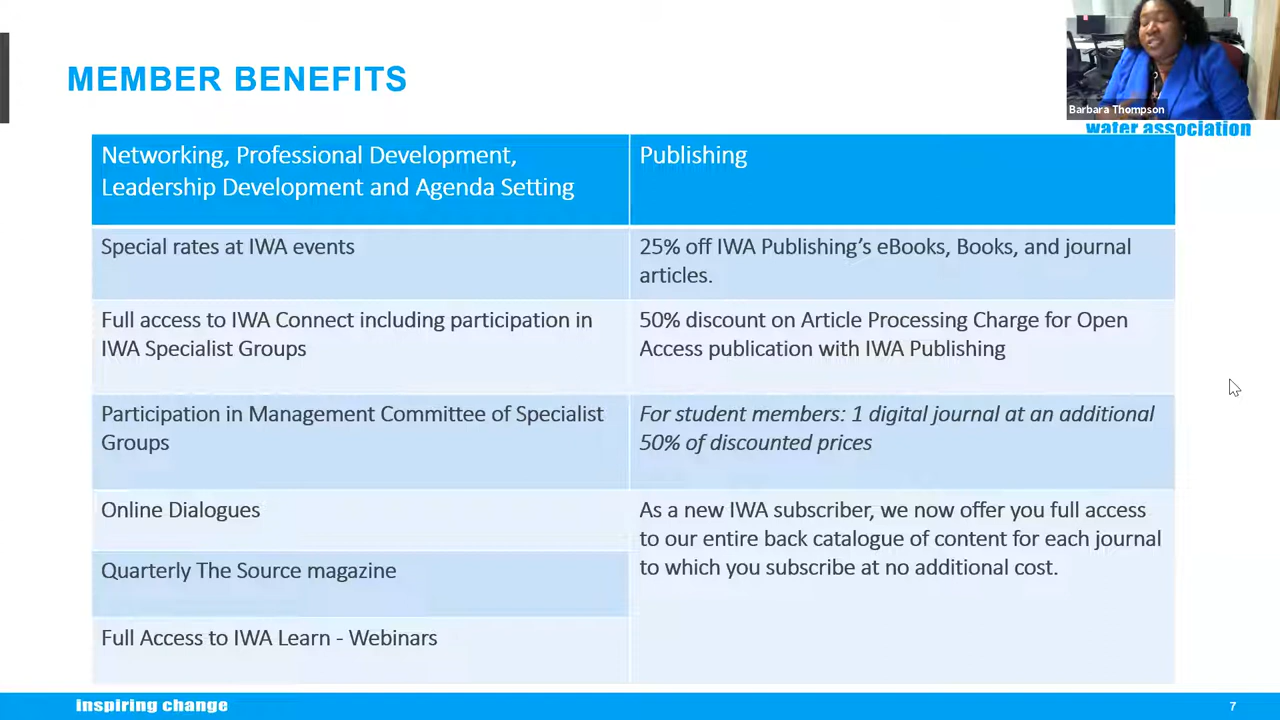 MEMBER BENEFITS
Barbara Thompson
water association
Networking, Professional Development,
Leadership Development and Agenda Setting
Publishing
Special rates at IWA events
25% off IWA Publishing’s eBooks, Books, and journal
articles.
Full access to IWA Connect including participation in
IWA Specialist Groups
50% discount on Article Processing Charge for Open
Access publication with IWA Publishing
Participation in Management Committee of Specialist
Groups
For student members: 1 digital journal at an additional
50% of discounted prices
Online Dialogues
As a new IWA subscriber, we now offer you full access
to our entire back catalogue of content for each journal
to which you subscribe at no additional cost.
Quarterly The Source magazine
Full Access to IWA Learn - Webinars
inspiring change
7